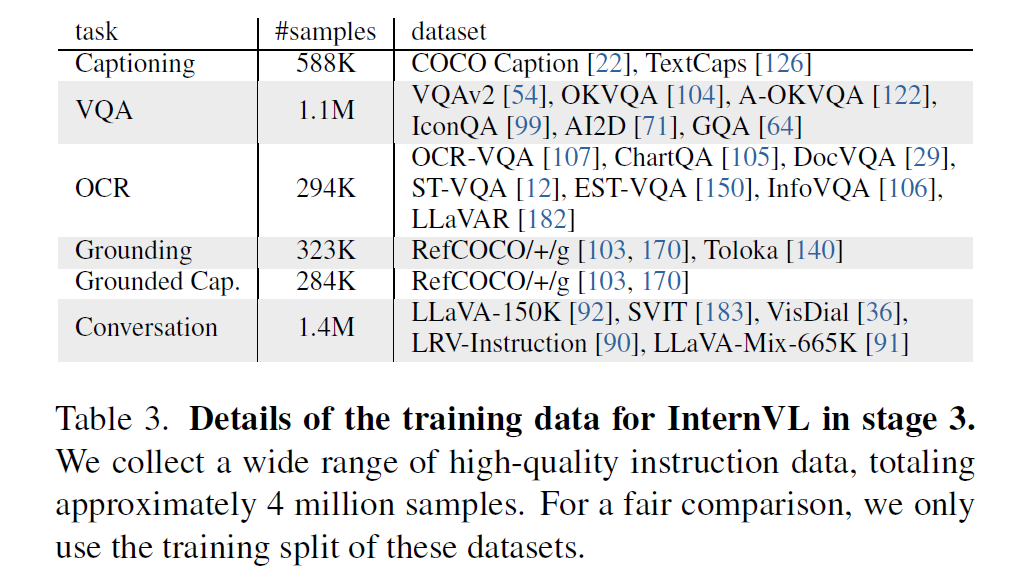 task #samples dataset
Captioning 588K COCO Caption [22], TextCaps [126]
VQA 1.1M VQAv2 [54], OKVQA [104], A-OKVQA [122],
IconQA [99], AI2D [71], GQA [64]
OCR 294K OCR-VQA [107], ChartQA [105], DocVQA [29],
ST-VQA [12], EST-VQA [150], InfoVQA [106],
LLaVAR [182]
Grounding 323K RefCOCO/+/g [103, 170], Toloka [140]
Grounded Cap. 284K RefCOCO/+/g [103, 170]
Conversation 1.4M LLaVA-150K [92], SVIT [183], VisDial [36],
LRV-Instruction [90], LLaVA-Mix-665K [91]
Table 3. Details of the training data for InternVL in stage 3.
We collect a wide range of high-quality instruction data, totaling
approximately 4 million samples. For a fair comparison, we only
use the training split of these datasets.